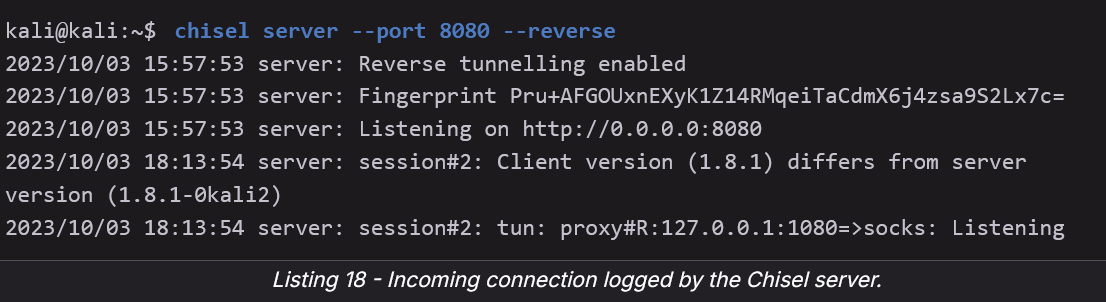 kali@kali:~$ chisel server --port 8080 --reverse
2023/10/03 15:57:53 server: Reverse tunnelling enabled
2023/10/03 15:57:53 server: Fingerprint Pru+AFGOUxnEXyK1Z14RMqeiTaCdmX6j4zsa9S2Lx7c=
2023/10/03 15:57:53 server: Listening on http://0.0.0.0:8080
2023/10/03 18:13:54 server: session#2: Client version (1.8.1) differs from server
version (1.8.1-0kali2)
2023/10/03 18:13:54 server: session#2: tun: proxy#R:127.0.0.1:1080=>socks: Listening
Listing 18 - Incoming connection logged by the Chisel server.